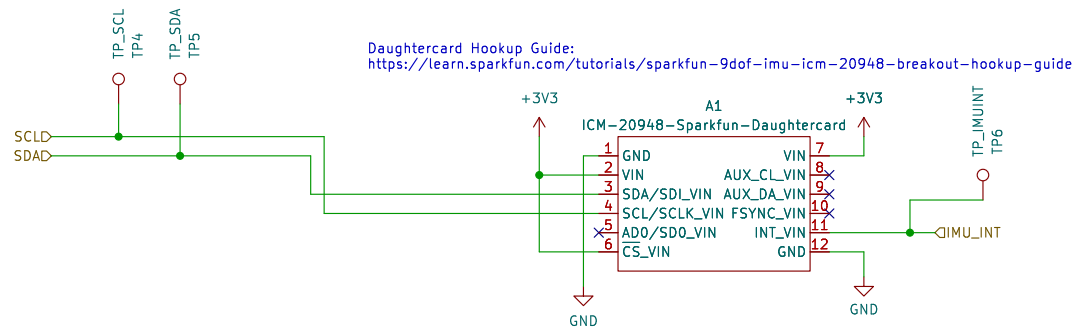 TP_SCL
TP4
TP_SDA
TP5
Daughtercard Hookup Guide:
https://learn.sparkfun.com/tutorials/sparkfun-9dof-imu-icm-20948-breakout-hookup-guide
+3V3
A1
+3V3
ICM-20948-Sparkfun-Daughtercard
TP_IMUINT
TP6
SCL
SDA
1 GND
2 VIN
3 SDA/SDI_VIN
4 SCL/SCLK_VIN
5 AD0/SD0_VIN
6 CS_VIN
VIN 7
AUX_CL_VIN 8
AUX_DA_VIN 9
FSYNC_VIN 10
INT_VIN 11
GND 12
IMU_INT
GND
GND